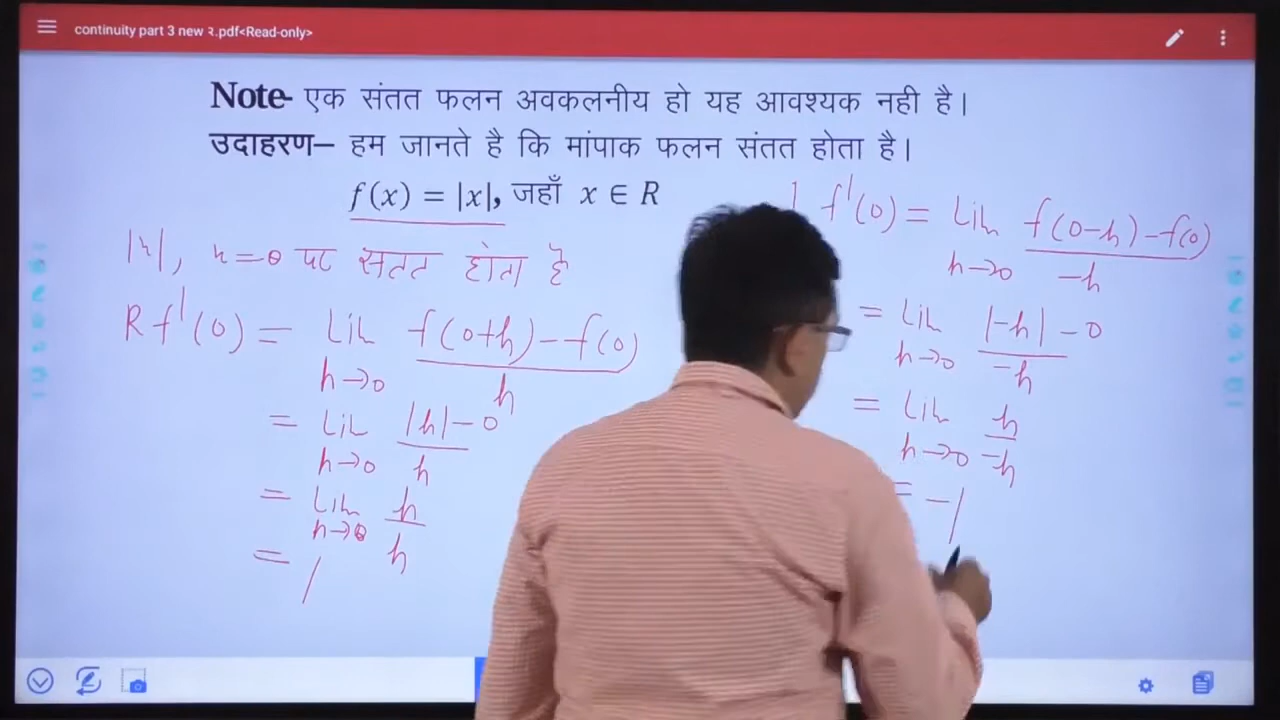 continuity part 3 new २.pdf<Read-only>
Note- एक संतत फलन अवकलनीय हो यह आवश्यक नही है।
उदाहरण– हम जानते है कि मांपाक फलन संतत होता है।
f(x) = |x|, जहाँ x ∈ R
|x|, x=0 पर सतत होता है
Rf'(0) = Lim h→0 f(0+h)-f(0)/h
= Lim h→0 |h|-0/h
= Lim h→0 h/h
= 1
f'(0) = Lim h→0 f(0-h)-f(0)/-h
= Lim h→0 |-h|-0/-h
= Lim h→0 h/-h
= -1